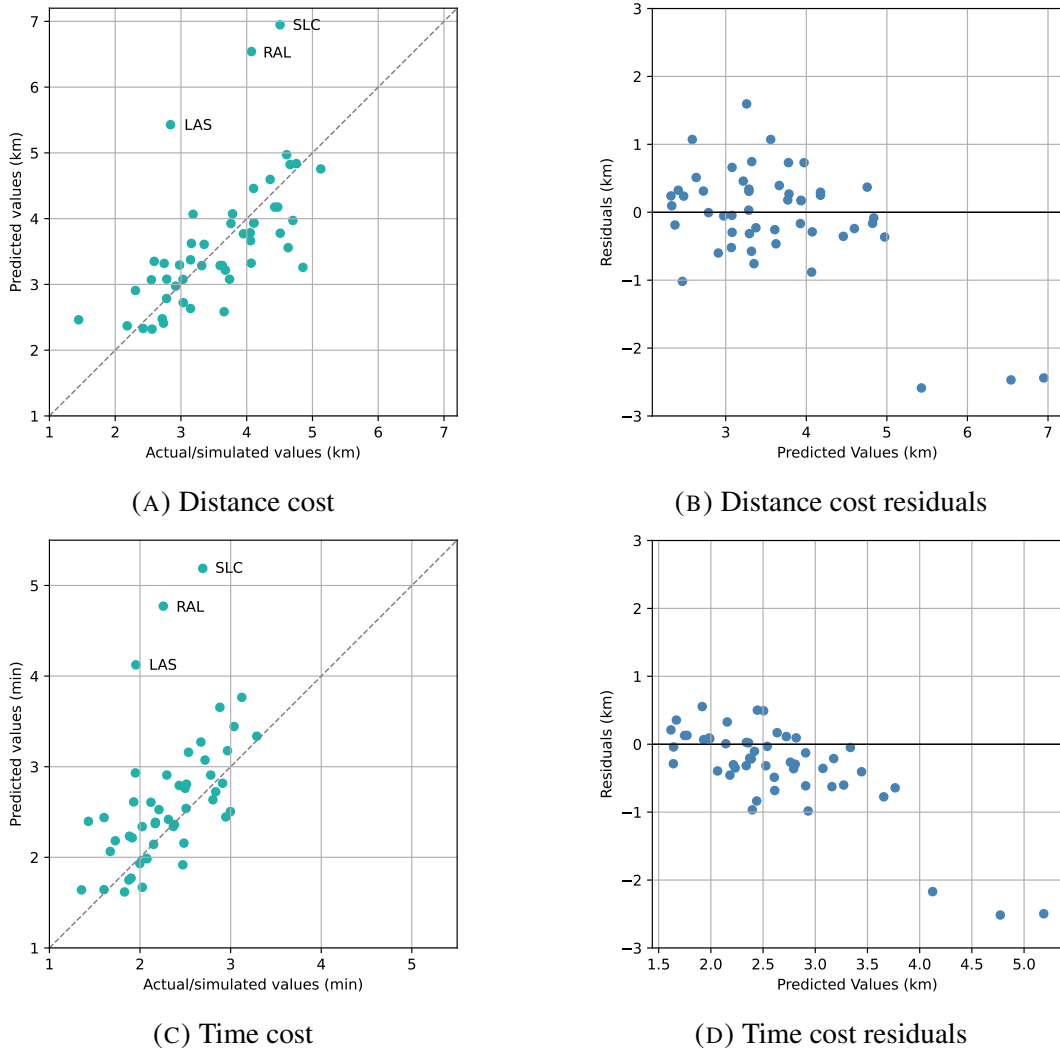 7
6
5
4
3
2
1
1 2 3 4 5 6 7
Predicted values (km)
Actual/simulated values (km)
SLC
RAL
LAS
(A) Distance cost
3
2
1
0
−1
−2
−3
3 4 5 6 7
Residuals (km)
Predicted Values (km)
(B) Distance cost residuals
5
4
3
2
1
1 2 3 4 5
Predicted values (min)
Actual/simulated values (min)
SLC
RAL
LAS
(C) Time cost
3
2
1
0
−1
−2
−3
1.5 2.0 2.5 3.0 3.5 4.0 4.5 5.0
Residuals (km)
Predicted Values (km)
(D) Time cost residuals